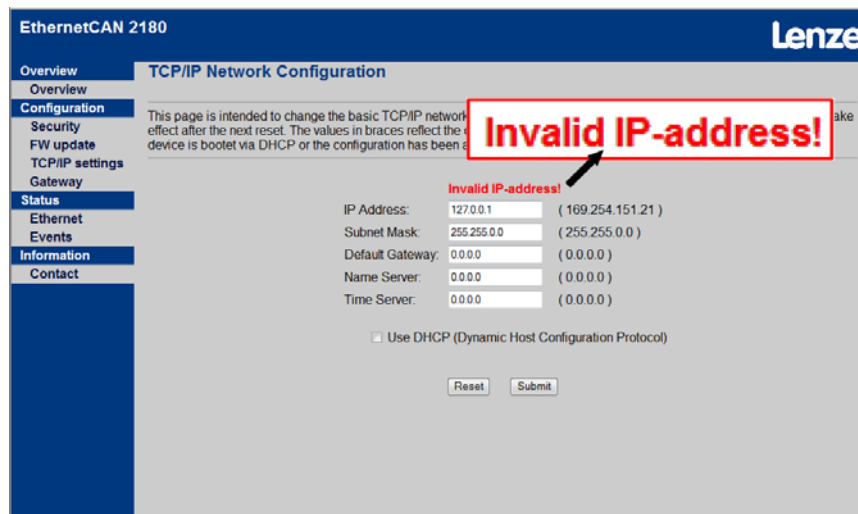 EthernetCAN 2180
Lenze
Overview
Overview
Configuration
Security
FW update
TCP/IP settings
Gateway
Status
Ethernet
Events
Information
Contact
TCP/IP Network Configuration
This page is intended to change the basic TCP/IP network
effect after the next reset. The values in braces reflect the
device is bootet via DHCP or the configuration has been
Invalid IP-address!
Invalid IP-address!
IP Address: 127.0.0.1 ( 169.254.151.21 )
Subnet Mask: 255.255.0.0 ( 255.255.0.0 )
Default Gateway: 0.0.0.0 ( 0.0.0.0 )
Name Server: 0.0.0.0 ( 0.0.0.0 )
Time Server: 0.0.0.0 ( 0.0.0.0 )
Use DHCP (Dynamic Host Configuration Protocol)
Reset Submit